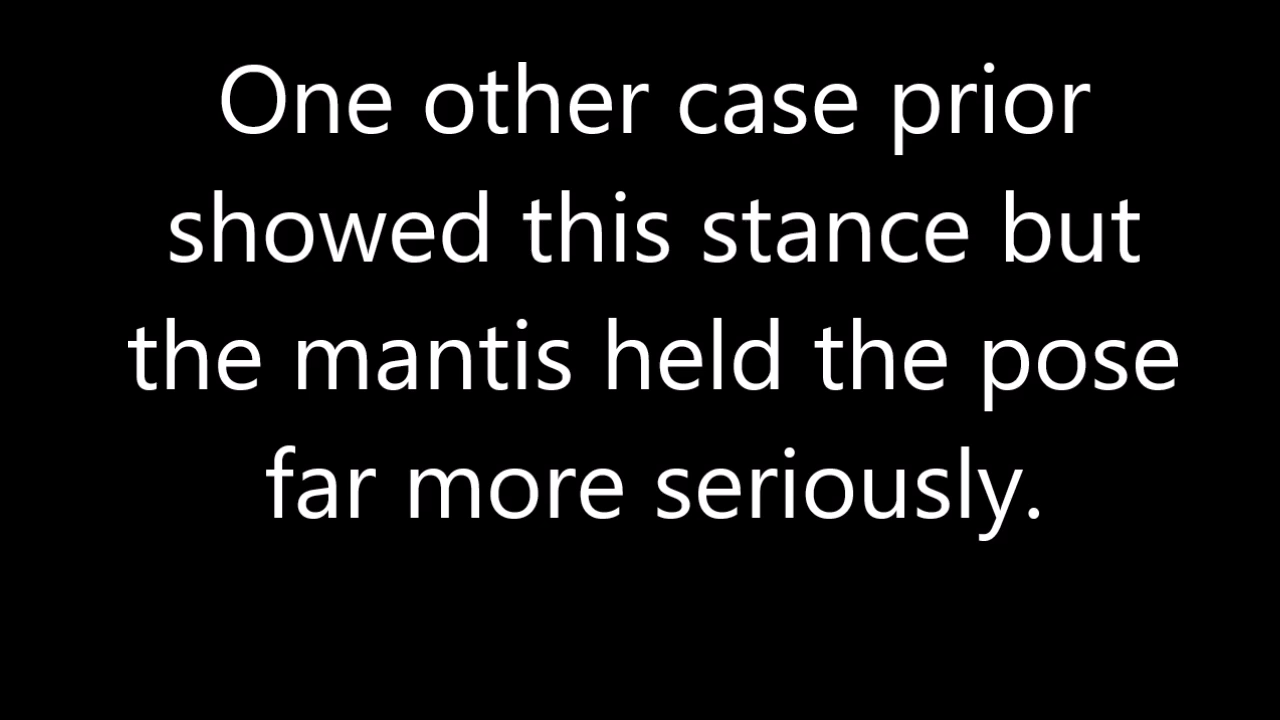 One other case prior
showed this stance but
the mantis held the pose
far more seriously.